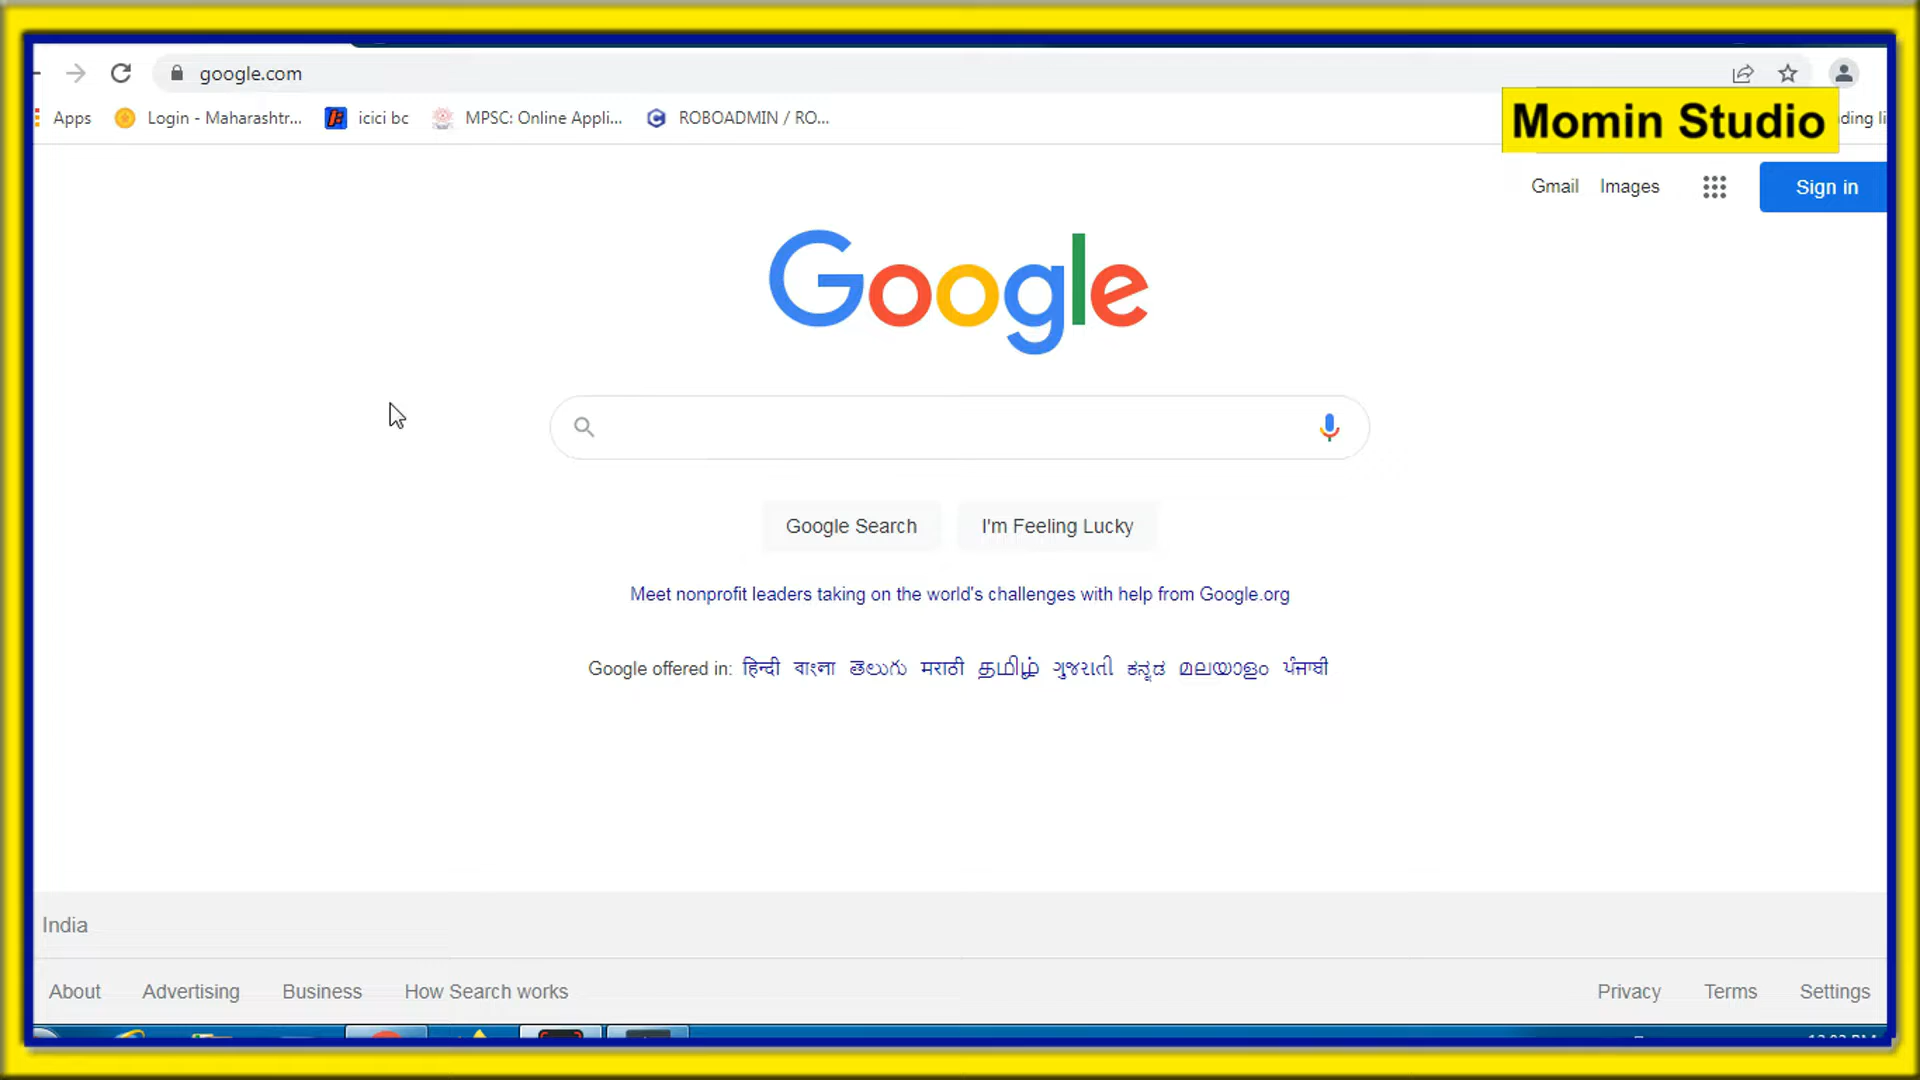 google.com
Apps Login - Maharashtr... icici bc MPSC: Online Appli... ROBOADMIN / RO...
Momin Studio
Gmail Images Sign in
Google
Google Search I'm Feeling Lucky
Meet nonprofit leaders taking on the world's challenges with help from Google.org
Google offered in: हिन्दी বাংলা తెలుగు मराठी தமிழ் ગુજરાતી ಕನ್ನಡ മലയാളം ਪੰਜਾਬੀ
India
About Advertising Business How Search works Privacy Terms Settings